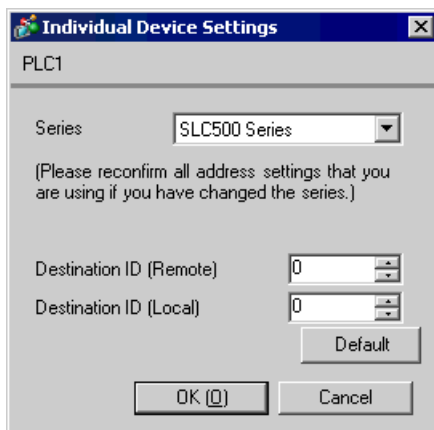 Individual Device Settings
PLC1
Series SLC500 Series
(Please reconfirm all address settings that you
are using if you have changed the series.)
Destination ID (Remote) 0
Destination ID (Local) 0
Default
OK (O) Cancel